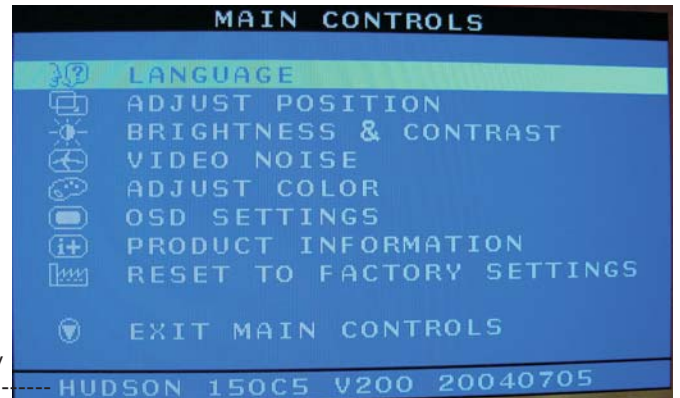 MAIN CONTROLS
LANGUAGE
ADJUST POSITION
BRIGHTNESS & CONTRAST
VIDEO NOISE
ADJUST COLOR
OSD SETTINGS
PRODUCT INFORMATION
RESET TO FACTORY SETTINGS
EXIT MAIN CONTROLS
HUDSON 150C5 V200 20040705